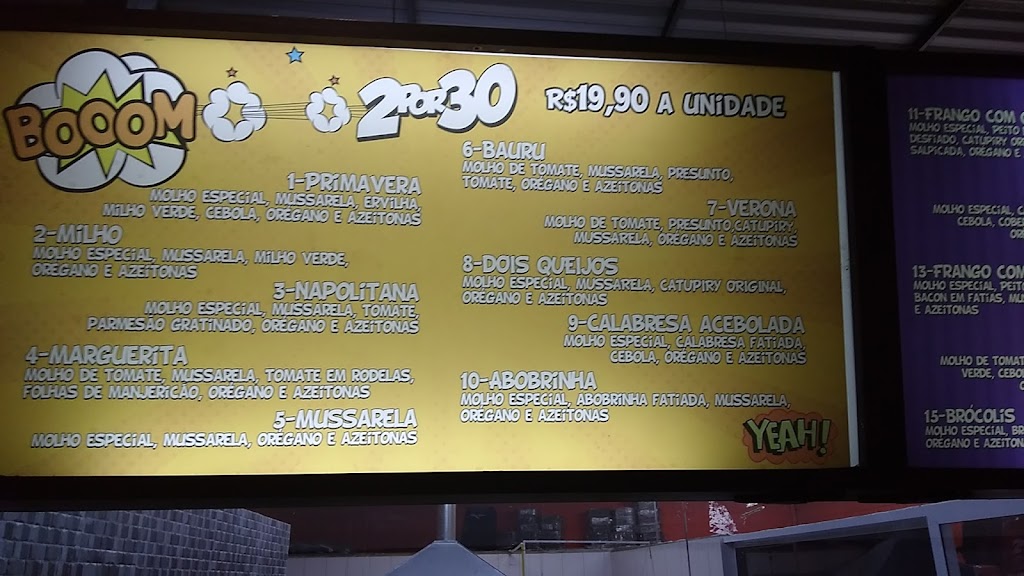 BOOOM
2 POR 30
R$19,90 A UNIDADE
1-PRIMAVERA
MOLHO ESPECIAL, MUSSARELA, ERVILHA,
MILHO VERDE, CEBOLA, ORÉGANO E AZEITONAS
2-MILHO
MOLHO ESPECIAL, MUSSARELA, MILHO VERDE,
ORÉGANO E AZEITONAS
3-NAPOLITANA
MOLHO ESPECIAL, MUSSARELA, TOMATE,
PARMESÃO GRATINADO, ORÉGANO E AZEITONAS
4-MARGUERITA
MOLHO DE TOMATE, MUSSARELA, TOMATE EM RODELAS,
FOLHAS DE MANJERICÃO, ORÉGANO E AZEITONAS
5-MUSSARELA
MOLHO ESPECIAL, MUSSARELA, ORÉGANO E AZEITONAS
6-BAURU
MOLHO DE TOMATE, MUSSARELA, PRESUNTO,
TOMATE, ORÉGANO E AZEITONAS
7-VERONA
MOLHO DE TOMATE, PRESUNTO,CATUPIRY,
MUSSARELA, ORÉGANO E AZEITONAS
8-DOIS QUEIJOS
MOLHO ESPECIAL, MUSSARELA, CATUPIRY ORIGINAL,
ORÉGANO E AZEITONAS
9-CALABRESA ACEBOLADA
MOLHO ESPECIAL, CALABRESA FATIADA,
CEBOLA, ORÉGANO E AZEITONAS
10-ABOBRINHA
MOLHO ESPECIAL, ABOBRINHA FATIADA, MUSSARELA,
ORÉGANO E AZEITONAS
YEAH!
11-FRANGO COM
MOLHO ESPECIAL, PEITO
DESFIADO, CATUPIRY
SALPICADA, ORÉGANO E
MOLHO ESPECIAL,
CEBOLA,
13-FRANGO COM
MOLHO ESPECIAL,
BACON EM FATIAS,
E AZEITONAS
MOLHO DE
VERDE,
15-BRÓCOLIS
MOLHO ESPECIAL,
ORÉGANO E